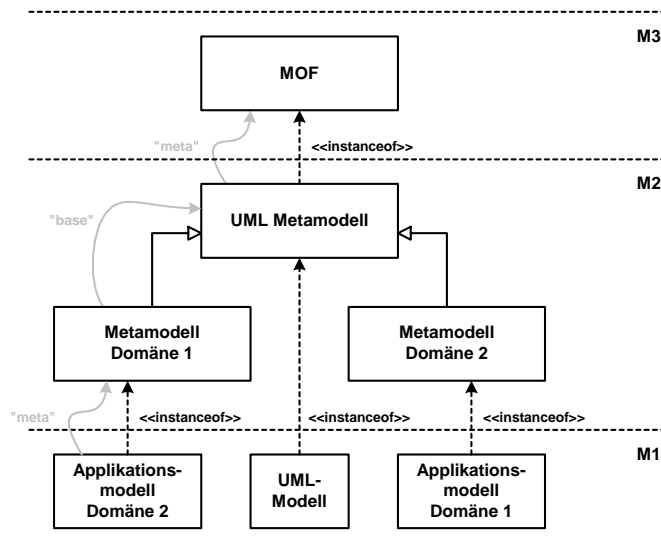 M3
MOF
"meta"
<<instanceof>>
M2
UML Metamodell
"base"
Metamodell
Domäne 1
Metamodell
Domäne 2
"meta"
<<instanceof>>
<<instanceof>>
<<instanceof>>
M1
Applikations-
modell
Domäne 2
UML-
Modell
Applikations-
modell
Domäne 1